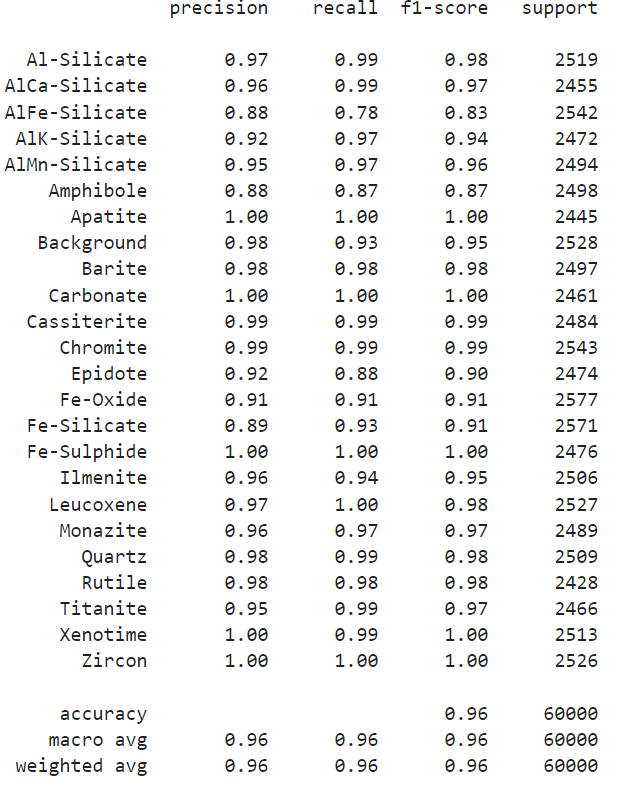 precision recall f1-score support
Al-Silicate 0.97 0.99 0.98 2519
AlCa-Silicate 0.96 0.99 0.97 2455
AlFe-Silicate 0.88 0.78 0.83 2542
AlK-Silicate 0.92 0.97 0.94 2472
AlMn-Silicate 0.95 0.97 0.96 2494
Amphibole 0.88 0.87 0.87 2498
Apatite 1.00 1.00 1.00 2445
Background 0.98 0.93 0.95 2528
Barite 0.98 0.98 0.98 2497
Carbonate 1.00 1.00 1.00 2461
Cassiterite 0.99 0.99 0.99 2484
Chromite 0.99 0.99 0.99 2543
Epidote 0.92 0.88 0.90 2474
Fe-Oxide 0.91 0.91 0.91 2577
Fe-Silicate 0.89 0.93 0.91 2571
Fe-Sulphide 1.00 1.00 1.00 2476
Ilmenite 0.96 0.94 0.95 2506
Leucoxene 0.97 1.00 0.98 2527
Monazite 0.96 0.97 0.97 2489
Quartz 0.98 0.99 0.98 2509
Rutile 0.98 0.98 0.98 2428
Titanite 0.95 0.99 0.97 2466
Xenotime 1.00 0.99 1.00 2513
Zircon 1.00 1.00 1.00 2526
accuracy 0.96 60000
macro avg 0.96 0.96 0.96 60000
weighted avg 0.96 0.96 0.96 60000